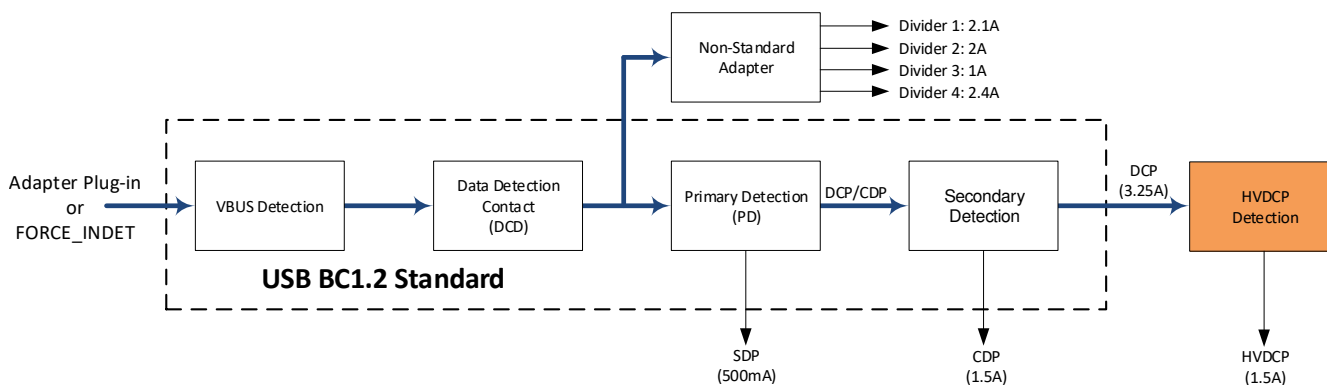 Non-Standard
Adapter
Divider 1: 2.1A
Divider 2: 2A
Divider 3: 1A
Divider 4: 2.4A
Adapter Plug-in
or
FORCE_INDET
VBUS Detection
Data Detection
Contact
(DCD)
Primary Detection
(PD)
DCP/CDP
Secondary
Detection
DCP
(3.25A)
HVDCP
Detection
USB BC1.2 Standard
SDP
(500mA)
CDP
(1.5A)
HVDCP
(1.5A)